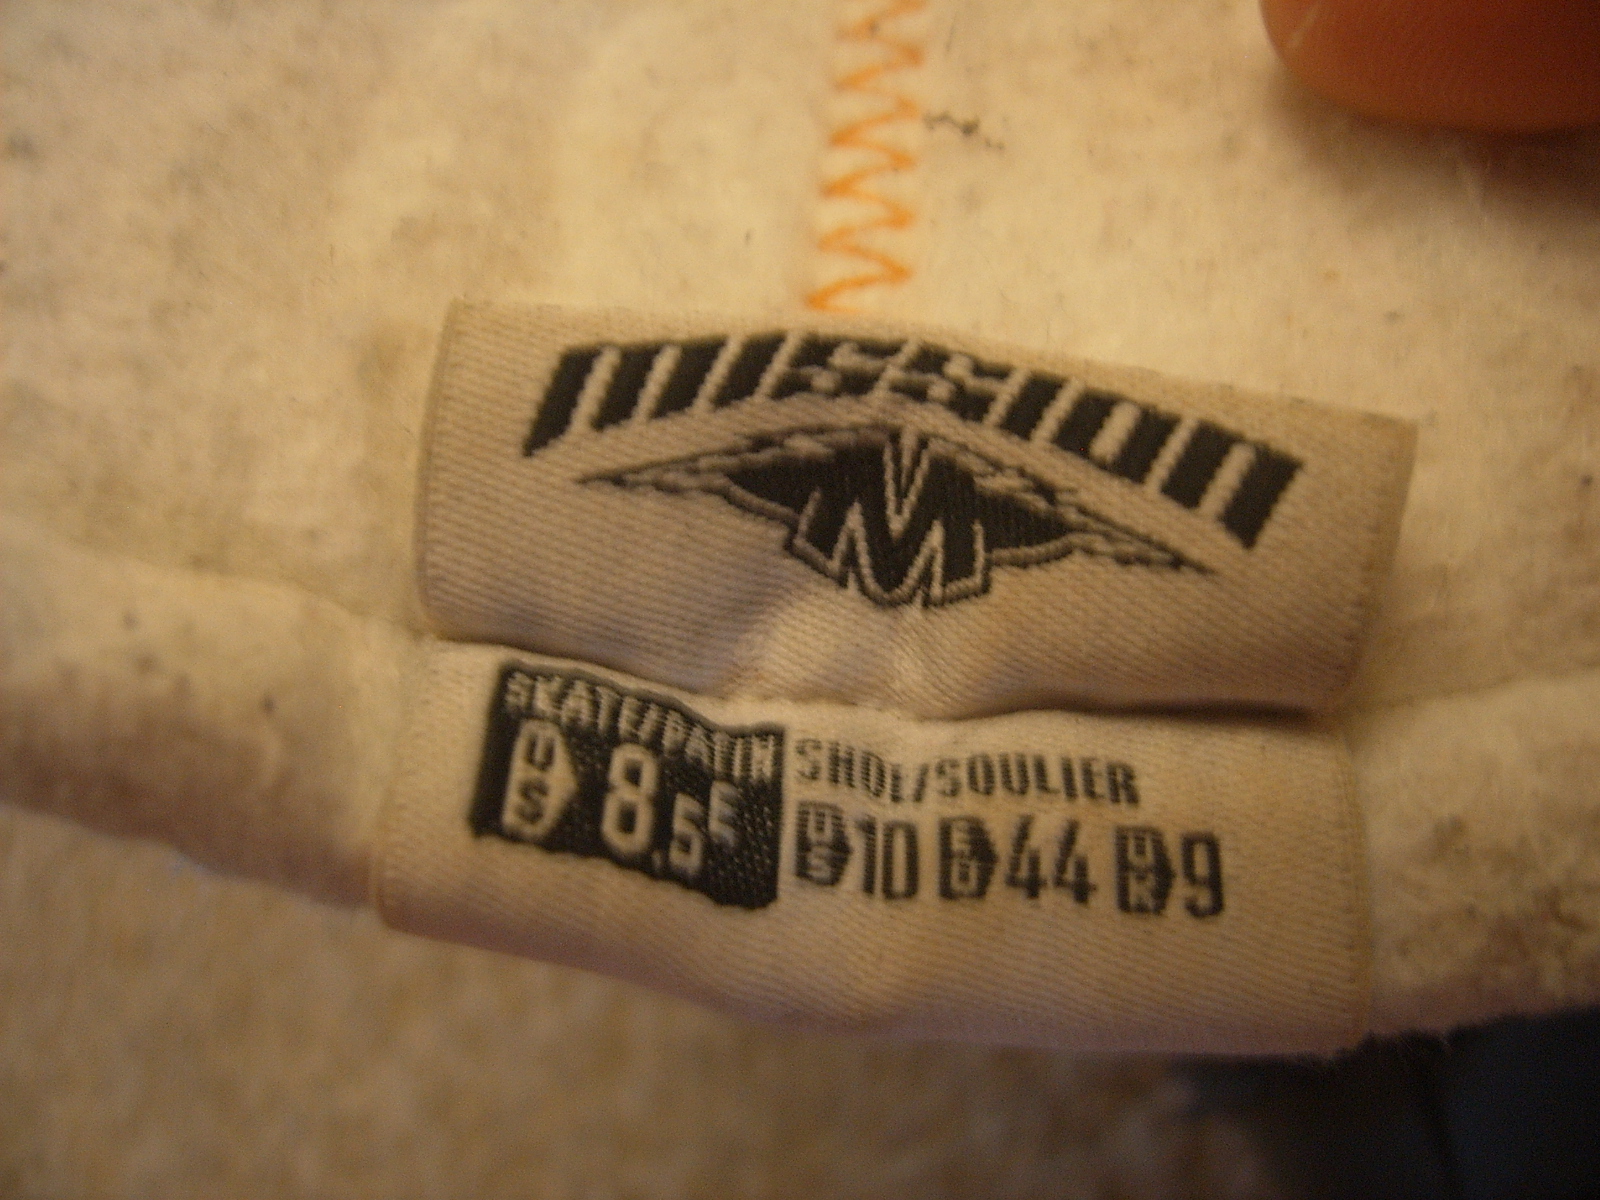 MISSION
M
SKATE/PATIN
US 8.5E
SHOE/SOULIER
US 10 EU 44 UK 9